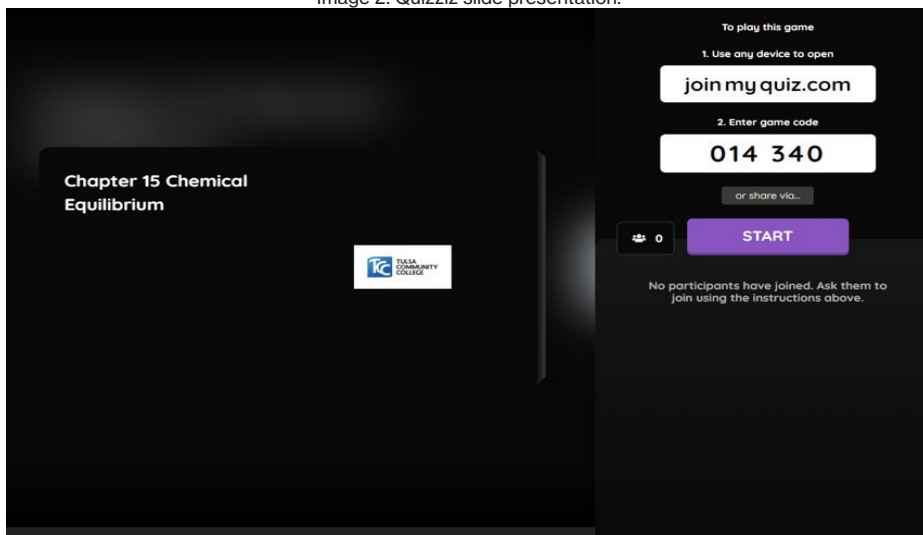 Image 2. Quizziz slide presentation.
Chapter 15 Chemical
Equilibrium
TCC TULSA
COMMUNITY
COLLEGE
To play this game
1. Use any device to open
joinmyquiz.com
2. Enter game code
014 340
or share via...
0
START
No participants have joined. Ask them to
join using the instructions above.